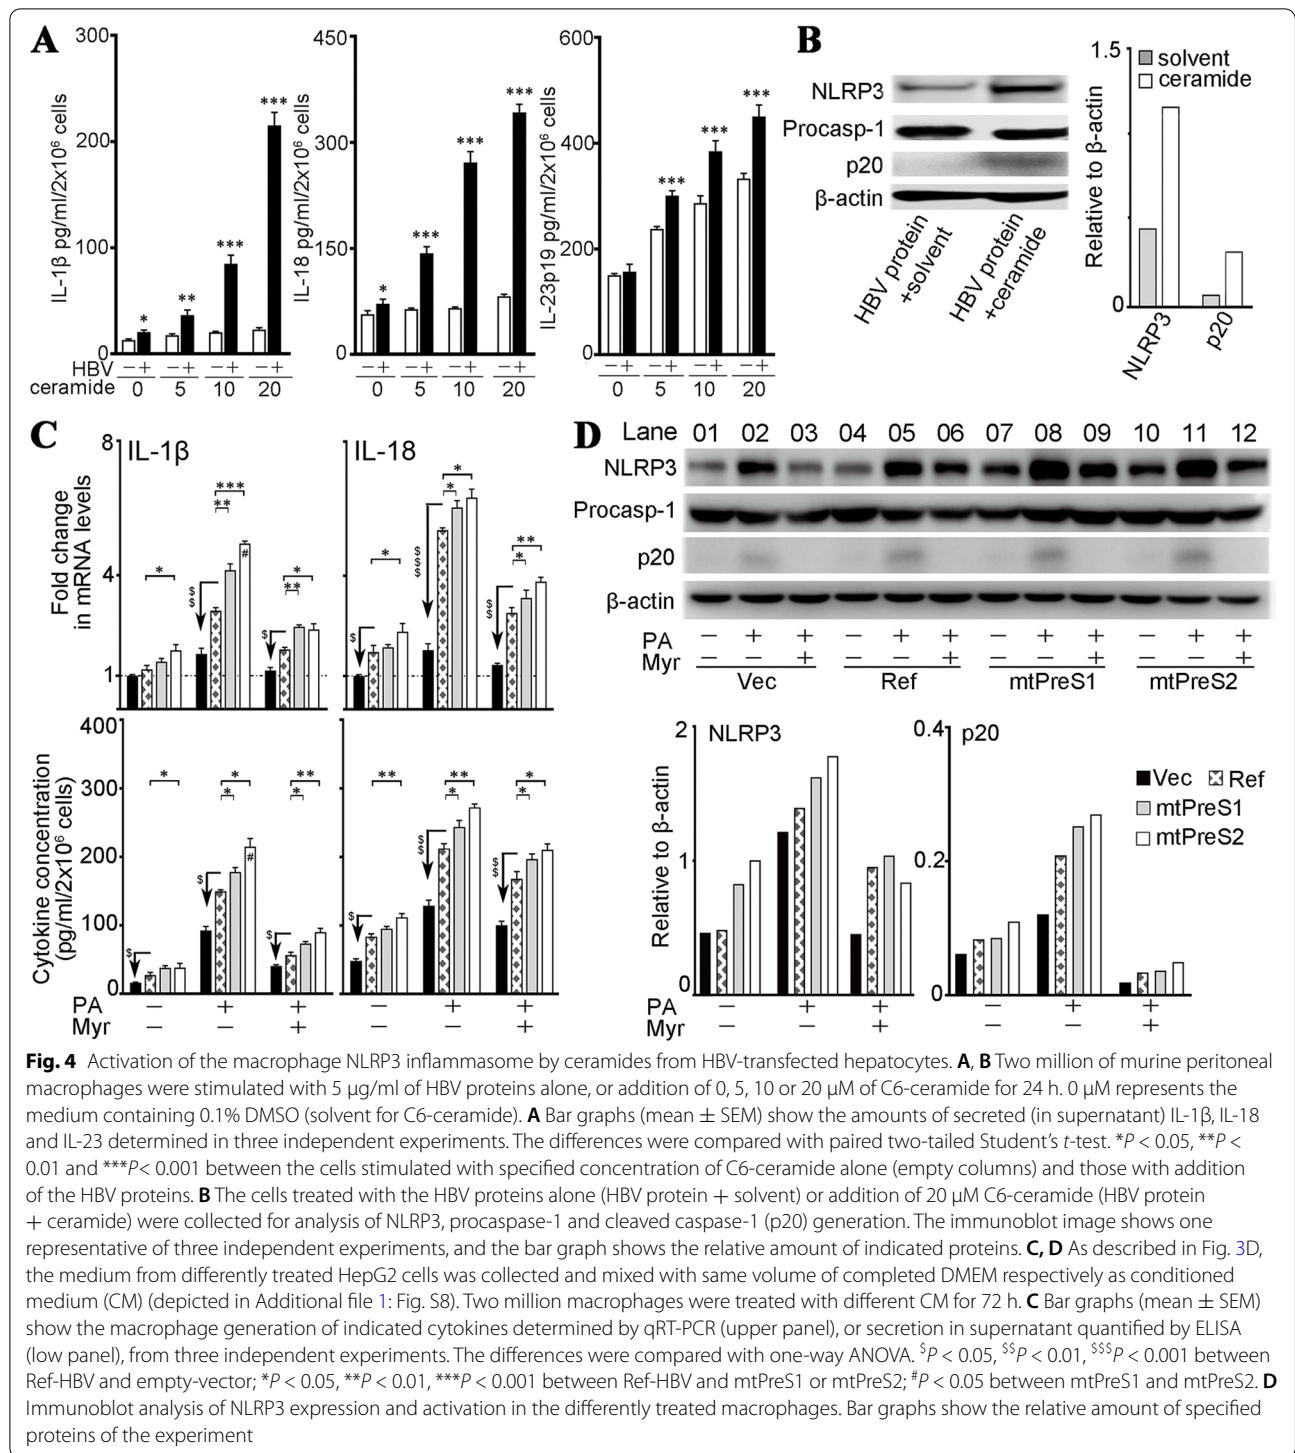 A
300
200
100
0
IL-1β pg/ml/2x10⁶ cells
*
**
***
***
450
300
150
0
IL-18 pg/ml/2x10⁶ cells
*
***
***
***
600
400
200
0
IL-23p19 pg/ml/2x10⁶ cells
***
***
***
HBV − + − + − + − +
ceramide 0 5 10 20
− + − + − + − +
0 5 10 20
− + − + − + − +
0 5 10 20
B
NLRP3
Procasp-1
p20
β-actin
HBV protein
+solvent
HBV protein
+ceramide
1.5
0
Relative to β-actin
solvent
ceramide
NLRP3
p20
C
IL-1β
IL-18
8
4
1
Fold change
in mRNA levels
* $$ ** *** # $ ** *
$ * $$$ * * $$ * **
400
300
200
100
0
Cytokine concentration
(pg/ml/2x10⁶ cells)
$ * $ * * # $ * **
$ ** $$ * ** $$ * *
PA − + + − + +
Myr − − + − − +
D
Lane 01 02 03 04 05 06 07 08 09 10 11 12
NLRP3
Procasp-1
p20
β-actin
PA − + + − + + − + + − + +
Myr − − + − − + − − + − − +
Vec Ref mtPreS1 mtPreS2
2
1
0
Relative to β-actin
NLRP3
0.4
0.2
0
p20
Vec Ref
mtPreS1
mtPreS2
PA − + + − + +
Myr − − + − − +
Fig. 4 Activation of the macrophage NLRP3 inflammasome by ceramides from HBV-transfected hepatocytes. A, B Two million of murine peritoneal
macrophages were stimulated with 5 μg/ml of HBV proteins alone, or addition of 0, 5, 10 or 20 μM of C6-ceramide for 24 h. 0 μM represents the
medium containing 0.1% DMSO (solvent for C6-ceramide). A Bar graphs (mean ± SEM) show the amounts of secreted (in supernatant) IL-1β, IL-18
and IL-23 determined in three independent experiments. The differences were compared with paired two-tailed Student's t-test. *P < 0.05, **P <
0.01 and ***P< 0.001 between the cells stimulated with specified concentration of C6-ceramide alone (empty columns) and those with addition
of the HBV proteins. B The cells treated with the HBV proteins alone (HBV protein + solvent) or addition of 20 μM C6-ceramide (HBV protein
+ ceramide) were collected for analysis of NLRP3, procaspase-1 and cleaved caspase-1 (p20) generation. The immunoblot image shows one
representative of three independent experiments, and the bar graph shows the relative amount of indicated proteins. C, D As described in Fig. 3D,
the medium from differently treated HepG2 cells was collected and mixed with same volume of completed DMEM respectively as conditioned
medium (CM) (depicted in Additional file 1: Fig. S8). Two million macrophages were treated with different CM for 72 h. C Bar graphs (mean ± SEM)
show the macrophage generation of indicated cytokines determined by qRT-PCR (upper panel), or secretion in supernatant quantified by ELISA
(low panel), from three independent experiments. The differences were compared with one-way ANOVA. $P < 0.05, $$P < 0.01, $$$P < 0.001 between
Ref-HBV and empty-vector; *P < 0.05, **P < 0.01, ***P < 0.001 between Ref-HBV and mtPreS1 or mtPreS2; #P < 0.05 between mtPreS1 and mtPreS2. D
Immunoblot analysis of NLRP3 expression and activation in the differently treated macrophages. Bar graphs show the relative amount of specified
proteins of the experiment